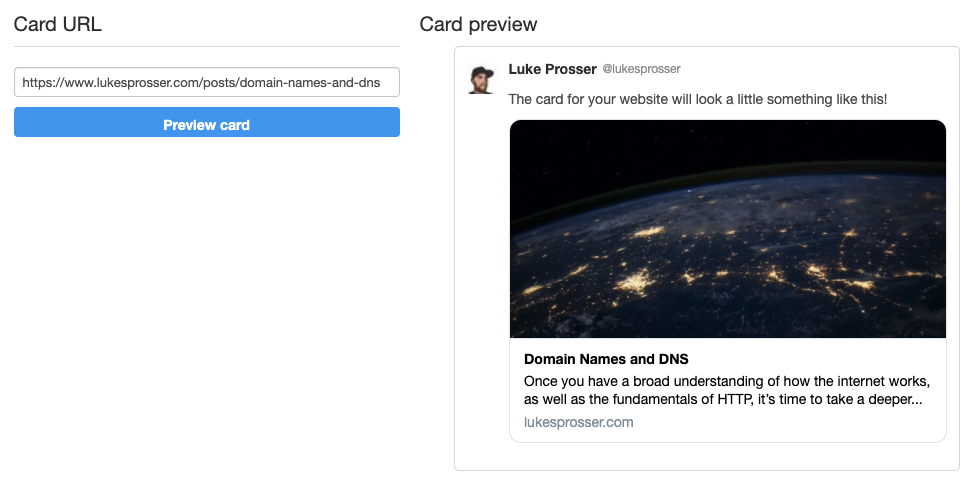 Card URL
https://www.lukesprosser.com/posts/domain-names-and-dns
Preview card
Card preview
Luke Prosser @lukesprosser
The card for your website will look a little something like this!
Domain Names and DNS
Once you have a broad understanding of how the internet works,
as well as the fundamentals of HTTP, it’s time to take a deeper...
lukesprosser.com